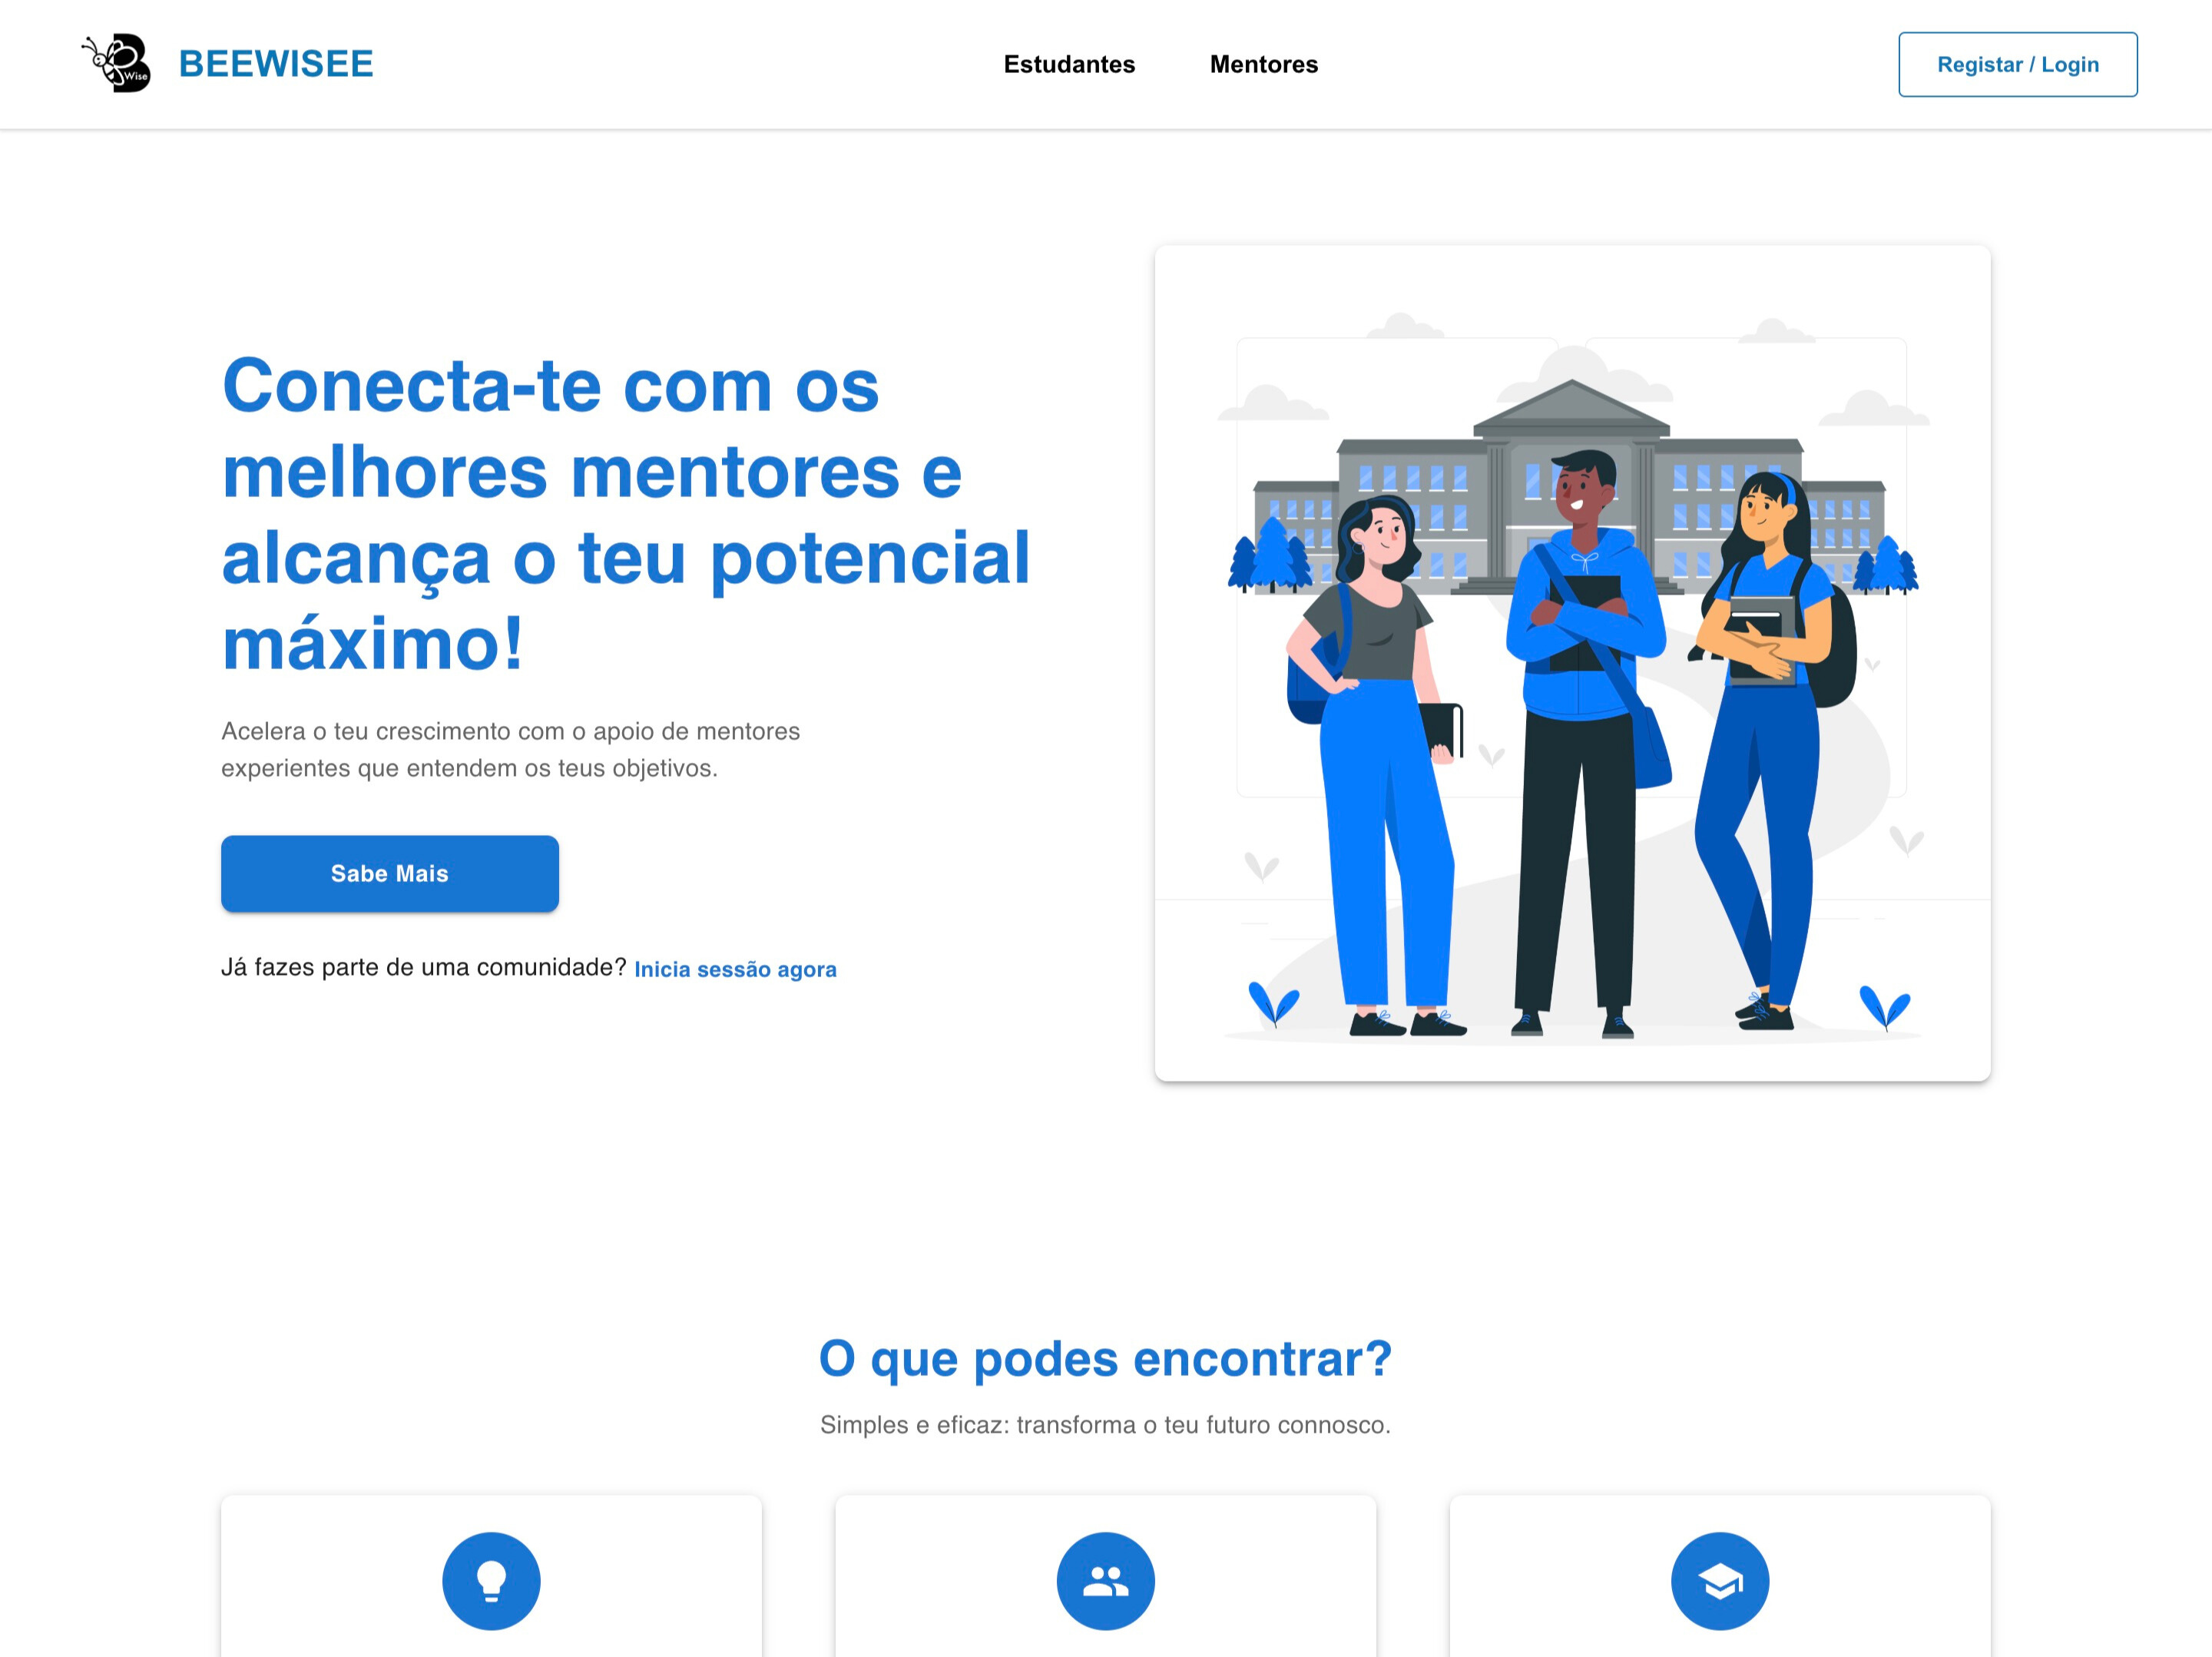 Wise
BEEWISEE
Estudantes
Mentores
Registar / Login
Conecta-te com os
melhores mentores e
alcança o teu potencial
máximo!
Acelera o teu crescimento com o apoio de mentores
experientes que entendem os teus objetivos.
Sabe Mais
Já fazes parte de uma comunidade? Inicia sessão agora
O que podes encontrar?
Simples e eficaz: transforma o teu futuro connosco.